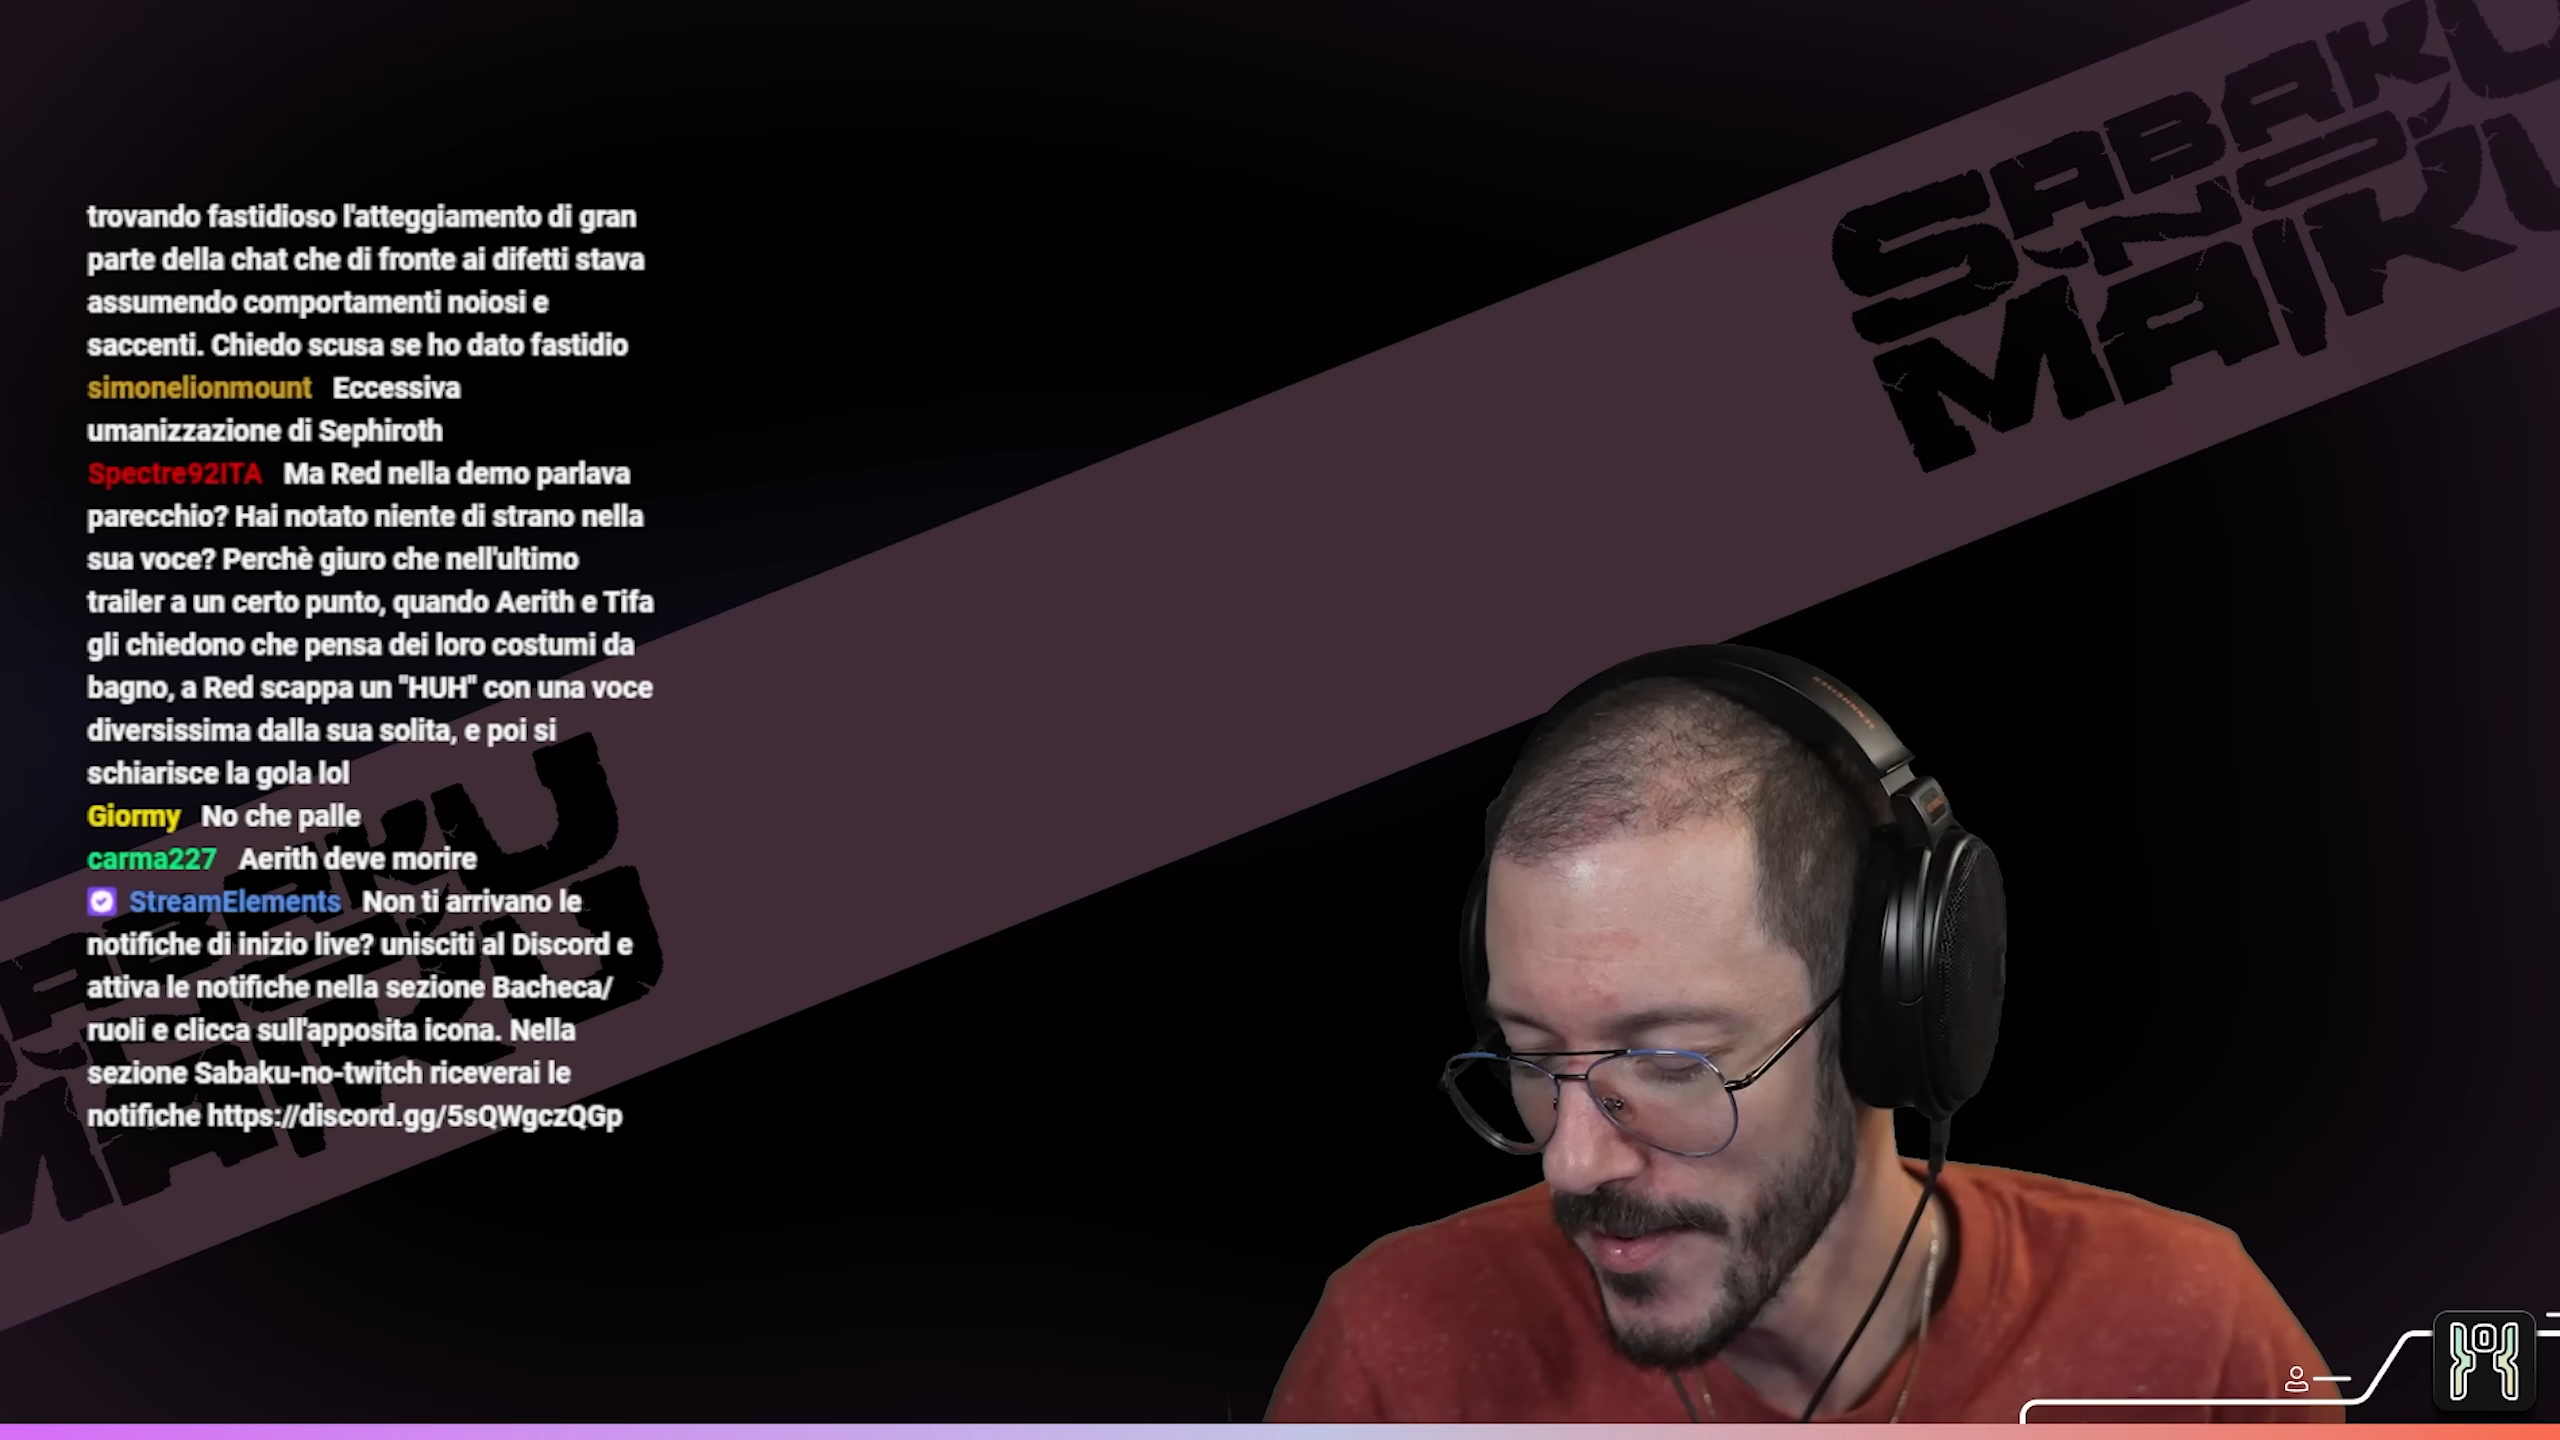 trovando fastidioso l'atteggiamento di gran
parte della chat che di fronte ai difetti stava
assumendo comportamenti noiosi e
saccenti. Chiedo scusa se ho dato fastidio
simonelionmount Eccessiva
umanizzazione di Sephiroth
Spectre92ITA Ma Red nella demo parlava
parecchio? Hai notato niente di strano nella
sua voce? Perchè giuro che nell'ultimo
trailer a un certo punto, quando Aerith e Tifa
gli chiedono che pensa dei loro costumi da
bagno, a Red scappa un "HUH" con una voce
diversissima dalla sua solita, e poi si
schiarisce la gola lol
Giormy No che palle
carma227 Aerith deve morire
StreamElements Non ti arrivano le
notifiche di inizio live? unisciti al Discord e
attiva le notifiche nella sezione Bacheca/
ruoli e clicca sull'apposita icona. Nella
sezione Sabaku-no-twitch riceverai le
notifiche https://discord.gg/5sQWgczQGp
SABAKU
NO
MAIKU
SENNHEISER